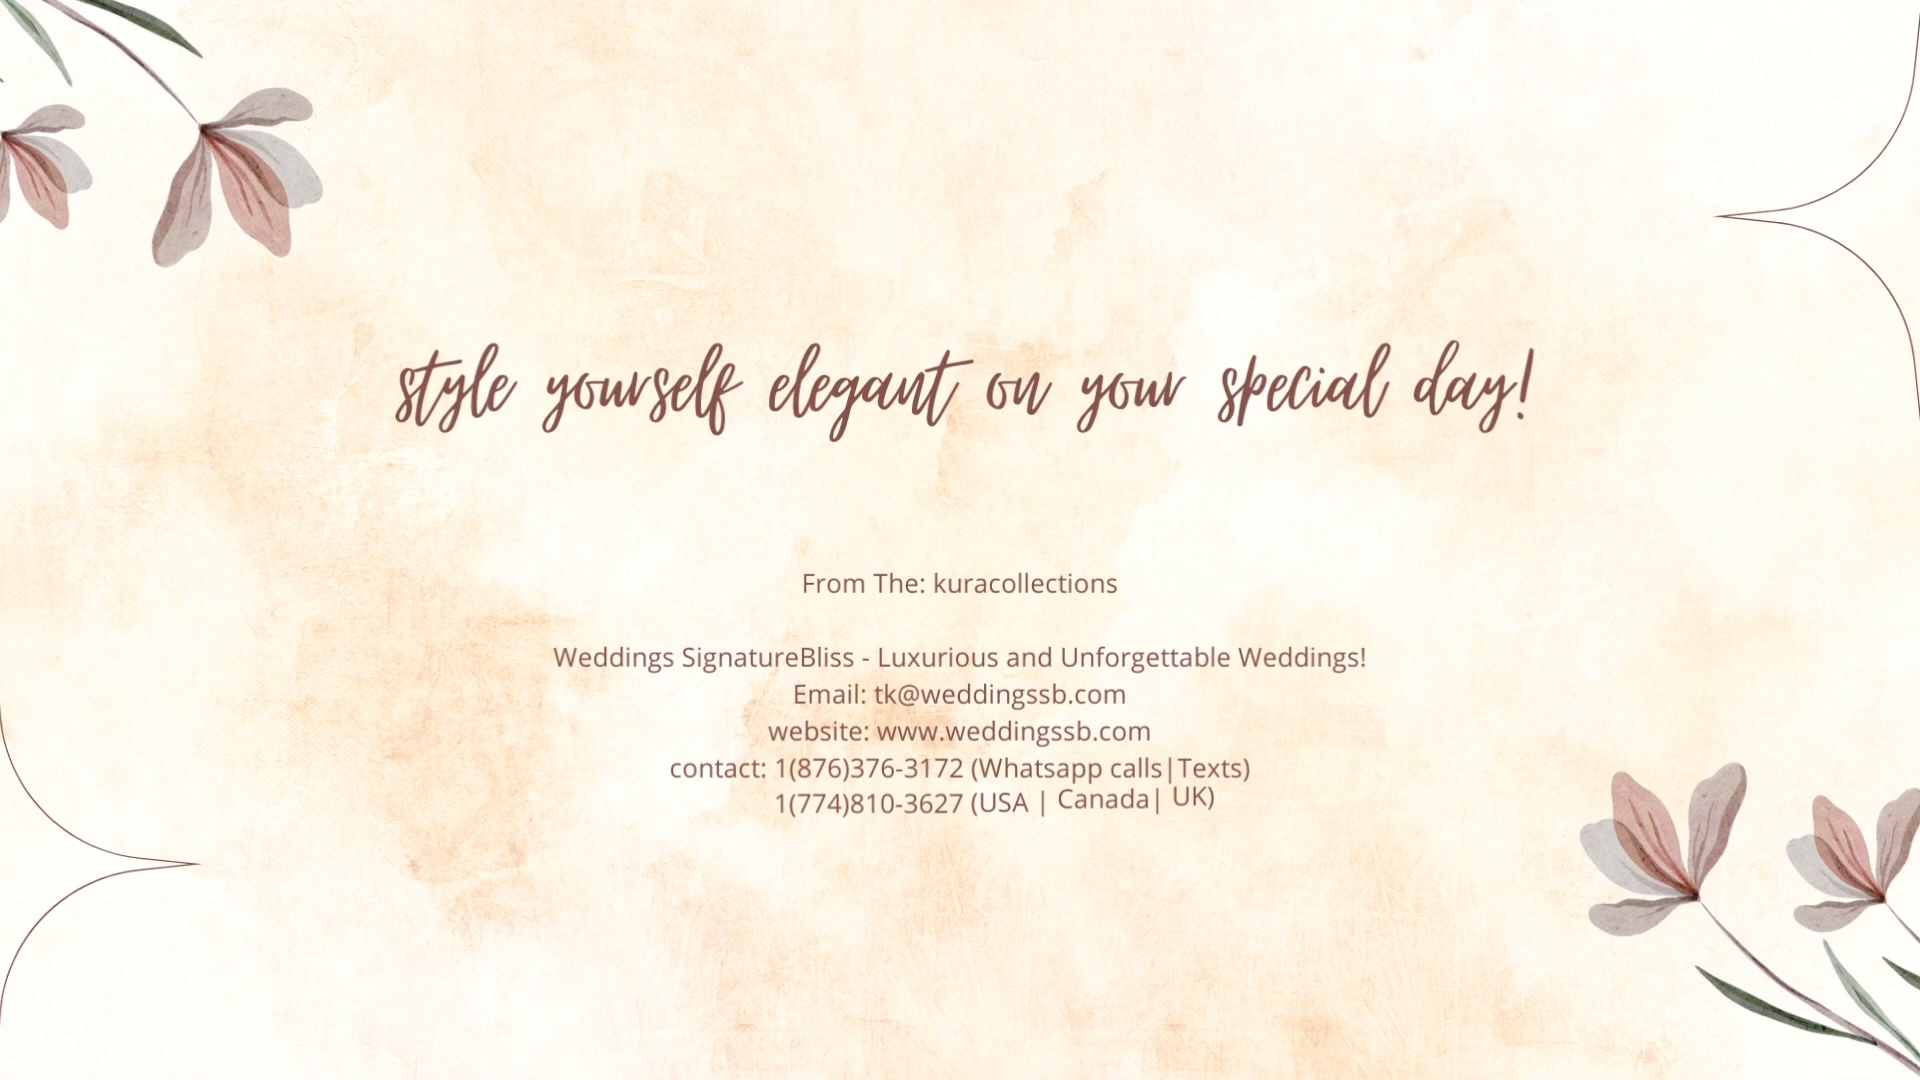 style yourself elegant on your special day!
From The: kuracollections
Weddings SignatureBliss - Luxurious and Unforgettable Weddings!
Email: tk@weddingssb.com
website: www.weddingssb.com
contact: 1(876)376-3172 (Whatsapp calls|Texts)
1(774)810-3627 (USA | Canada| UK)